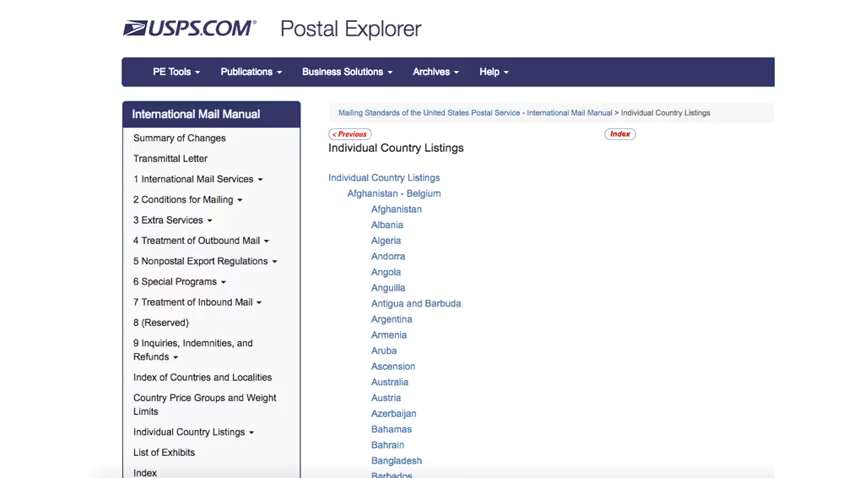 USPS.COM® Postal Explorer
PE Tools Publications Business Solutions Archives Help
International Mail Manual
Summary of Changes
Transmittal Letter
1 International Mail Services
2 Conditions for Mailing
3 Extra Services
4 Treatment of Outbound Mail
5 Nonpostal Export Regulations
6 Special Programs
7 Treatment of Inbound Mail
8 (Reserved)
9 Inquiries, Indemnities, and
Refunds
Index of Countries and Localities
Country Price Groups and Weight
Limits
Individual Country Listings
List of Exhibits
Index
Mailing Standards of the United States Postal Service - International Mail Manual > Individual Country Listings
< Previous Index
Individual Country Listings
Individual Country Listings
Afghanistan - Belgium
Afghanistan
Albania
Algeria
Andorra
Angola
Anguilla
Antigua and Barbuda
Argentina
Armenia
Aruba
Ascension
Australia
Austria
Azerbaijan
Bahamas
Bahrain
Bangladesh
Barbados